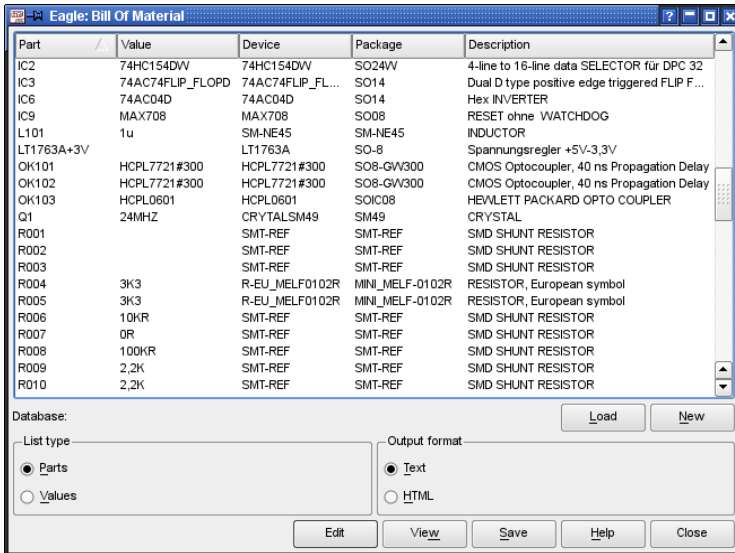 Eagle: Bill Of Material
Part Value Device Package Description
IC2 74HC154DW 74HC154DW SO24W 4-line to 16-line data SELECTOR für DPC 32
IC3 74AC74FLIP_FLOPD 74AC74FLIP_FL... SO14 Dual D type positive edge triggered FLIP F...
IC6 74AC04D 74AC04D SO14 Hex INVERTER
IC9 MAX708 MAX708 SO08 RESET ohne WATCHDOG
L101 1u SM-NE45 SM-NE45 INDUCTOR
LT1763A+3V LT1763A SO-8 Spannungsregler +5V-3,3V
OK101 HCPL7721#300 HCPL7721#300 SO8-GW300 CMOS Optocoupler, 40 ns Propagation Delay
OK102 HCPL7721#300 HCPL7721#300 SO8-GW300 CMOS Optocoupler, 40 ns Propagation Delay
OK103 HCPL0601 HCPL0601 SOIC08 HEWLETT PACKARD OPTO COUPLER
Q1 24MHZ CRYTALSM49 SM49 CRYSTAL
R001 SMT-REF SMT-REF SMD SHUNT RESISTOR
R002 SMT-REF SMT-REF SMD SHUNT RESISTOR
R003 SMT-REF SMT-REF SMD SHUNT RESISTOR
R004 3K3 R-EU_MELF0102R MINI_MELF-0102R RESISTOR, European symbol
R005 3K3 R-EU_MELF0102R MINI_MELF-0102R RESISTOR, European symbol
R006 10KR SMT-REF SMT-REF SMD SHUNT RESISTOR
R007 0R SMT-REF SMT-REF SMD SHUNT RESISTOR
R008 100KR SMT-REF SMT-REF SMD SHUNT RESISTOR
R009 2,2K SMT-REF SMT-REF SMD SHUNT RESISTOR
R010 2,2K SMT-REF SMT-REF SMD SHUNT RESISTOR
Database: Load New
List type Output format
Parts Text
Values HTML
Edit View Save Help Close